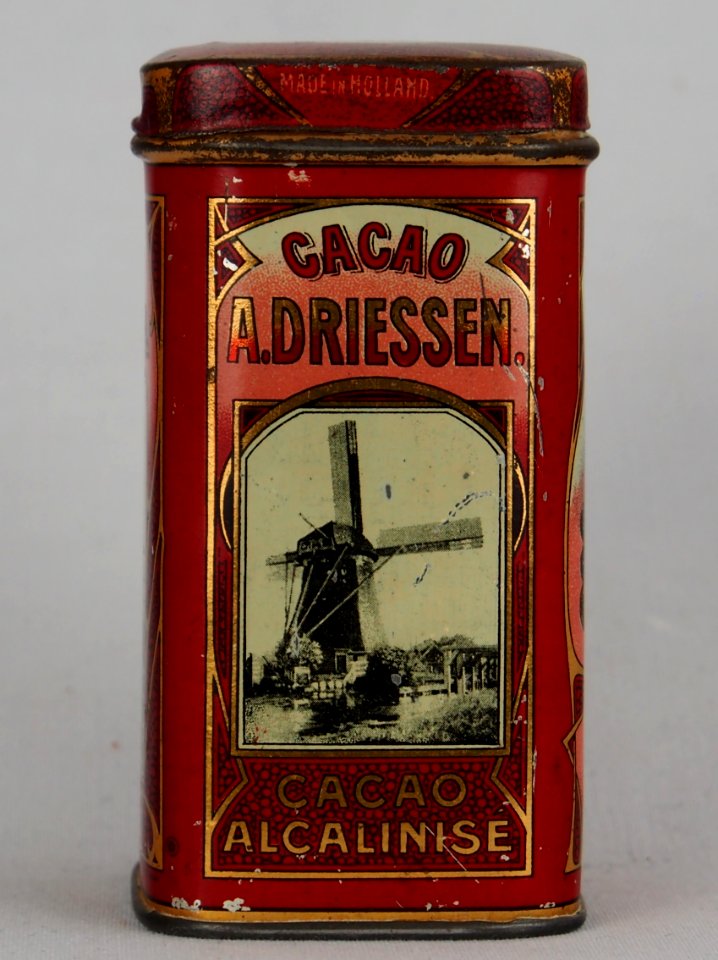 MADE IN HOLLAND.
CACAO
A. DRIESSEN.
CACAO
ALCALINISE